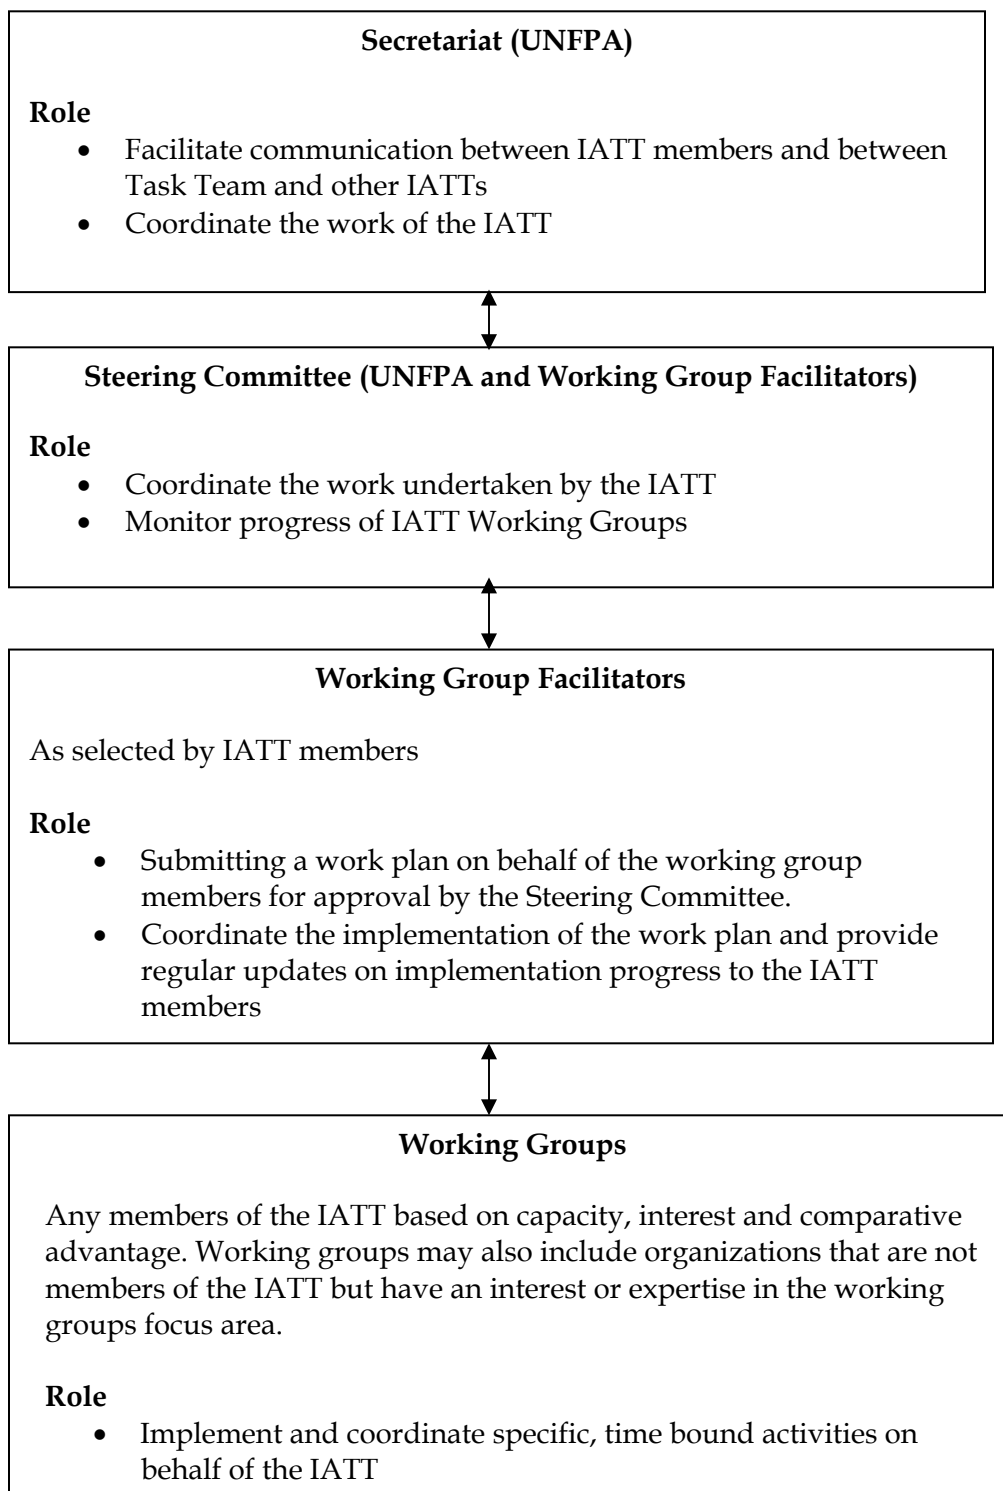 Secretariat (UNFPA)
Role
• Facilitate communication between IATT members and between
Task Team and other IATTs
• Coordinate the work of the IATT
Steering Committee (UNFPA and Working Group Facilitators)
Role
• Coordinate the work undertaken by the IATT
• Monitor progress of IATT Working Groups
Working Group Facilitators
As selected by IATT members
Role
• Submitting a work plan on behalf of the working group
members for approval by the Steering Committee.
• Coordinate the implementation of the work plan and provide
regular updates on implementation progress to the IATT
members
Working Groups
Any members of the IATT based on capacity, interest and comparative
advantage. Working groups may also include organizations that are not
members of the IATT but have an interest or expertise in the working
groups focus area.
Role
• Implement and coordinate specific, time bound activities on
behalf of the IATT